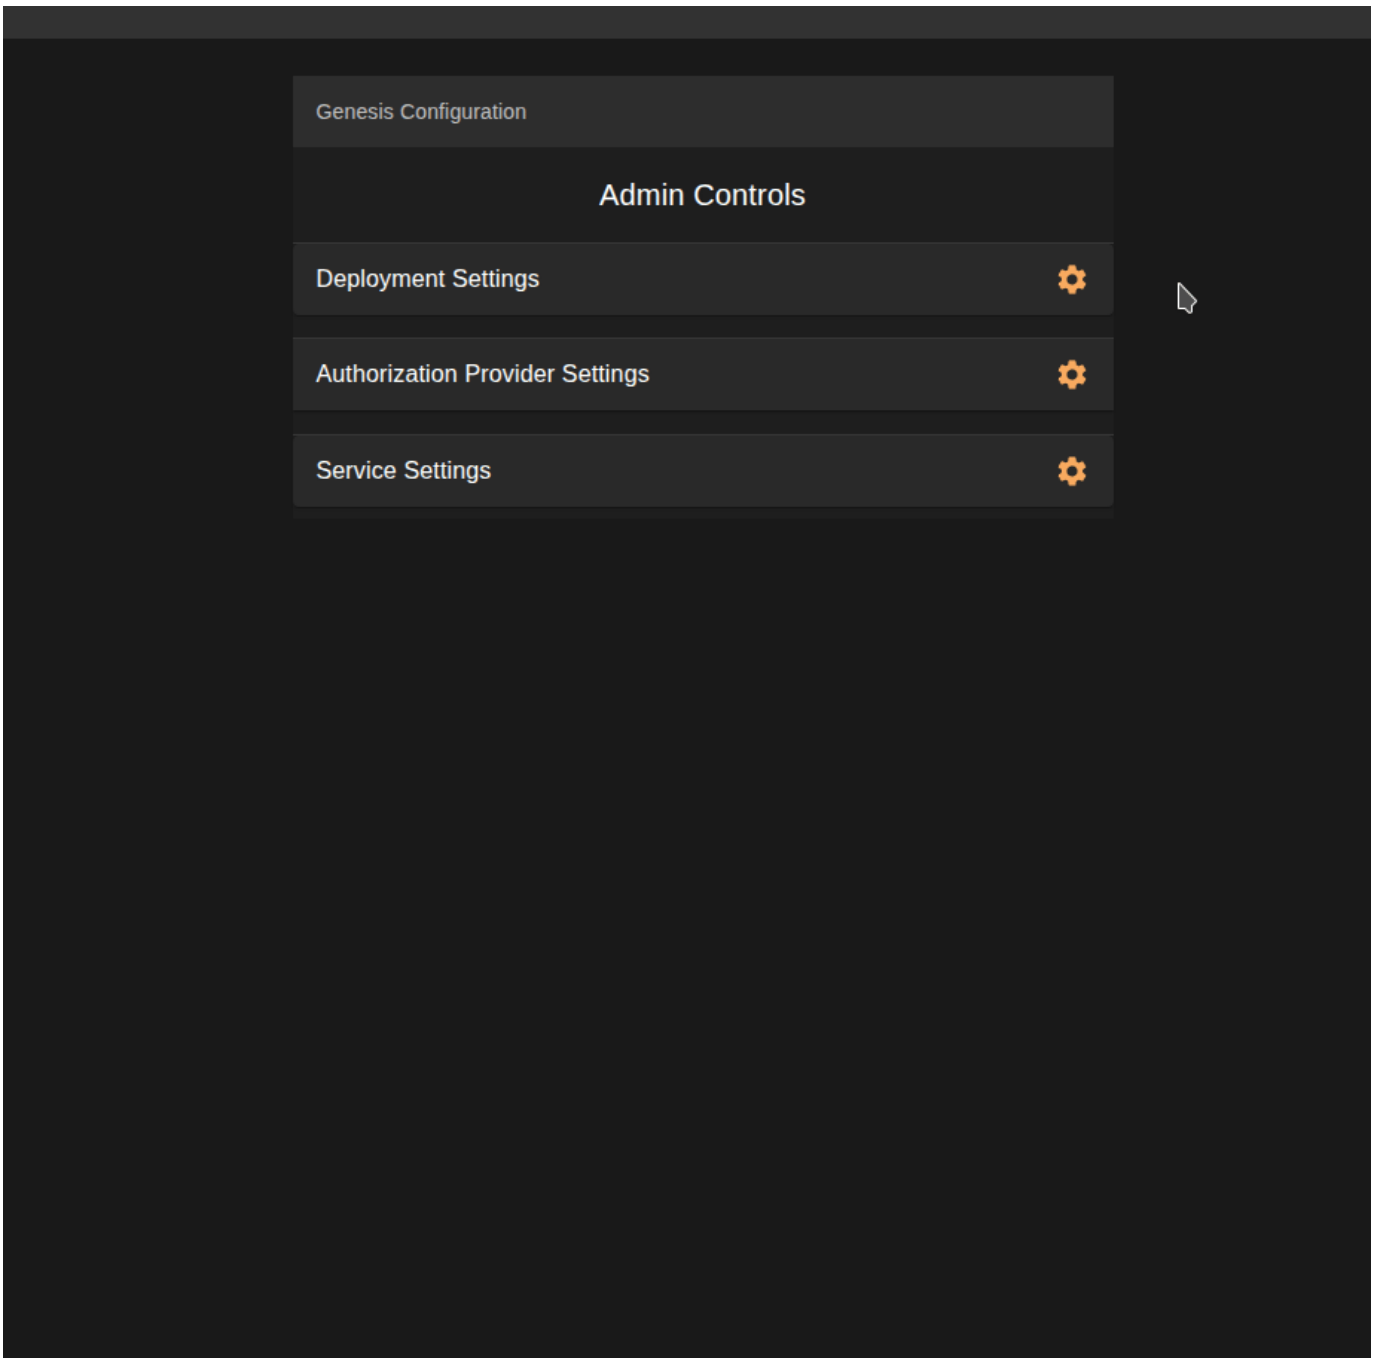 Genesis Configuration
Admin Controls
Deployment Settings
Authorization Provider Settings
Service Settings